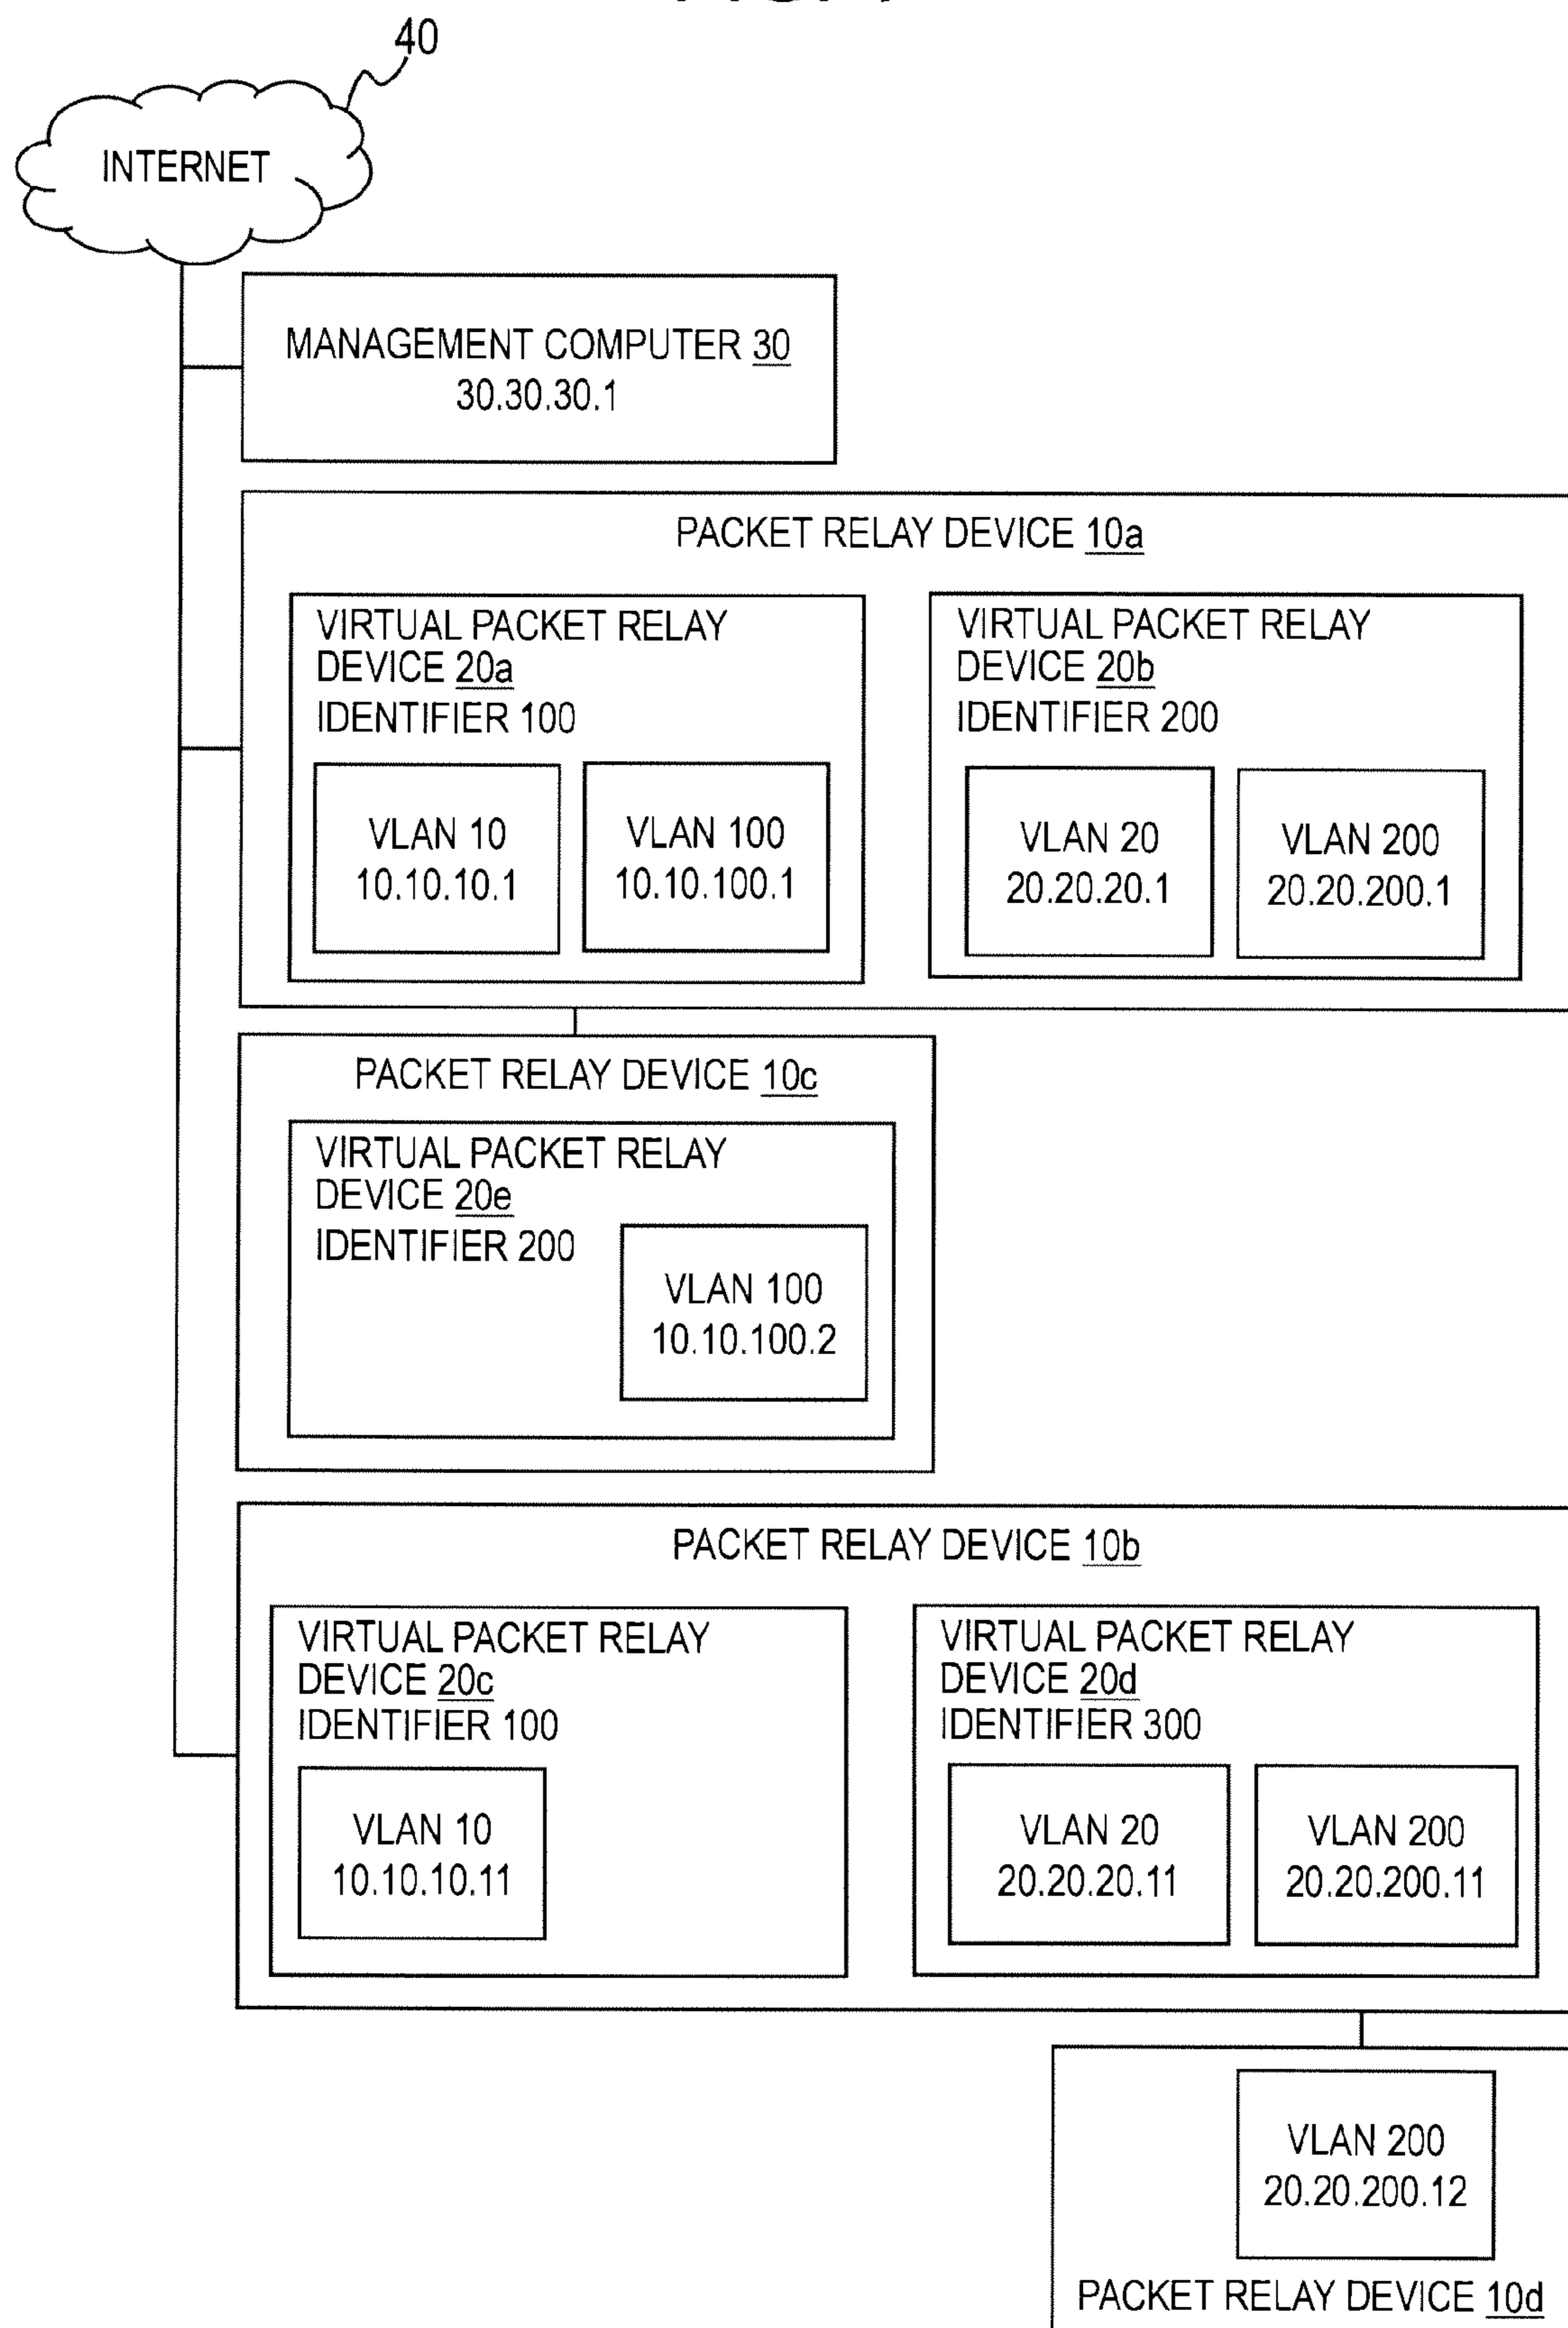 40
INTERNET
MANAGEMENT COMPUTER 30
30.30.30.1
PACKET RELAY DEVICE 10a
VIRTUAL PACKET RELAY
DEVICE 20a
IDENTIFIER 100
VLAN 10
10.10.10.1
VLAN 100
10.10.100.1
VIRTUAL PACKET RELAY
DEVICE 20b
IDENTIFIER 200
VLAN 20
20.20.20.1
VLAN 200
20.20.200.1
PACKET RELAY DEVICE 10c
VIRTUAL PACKET RELAY
DEVICE 20e
IDENTIFIER 200
VLAN 100
10.10.100.2
PACKET RELAY DEVICE 10b
VIRTUAL PACKET RELAY
DEVICE 20c
IDENTIFIER 100
VLAN 10
10.10.10.11
VIRTUAL PACKET RELAY
DEVICE 20d
IDENTIFIER 300
VLAN 20
20.20.20.11
VLAN 200
20.20.200.11
VLAN 200
20.20.200.12
PACKET RELAY DEVICE 10d